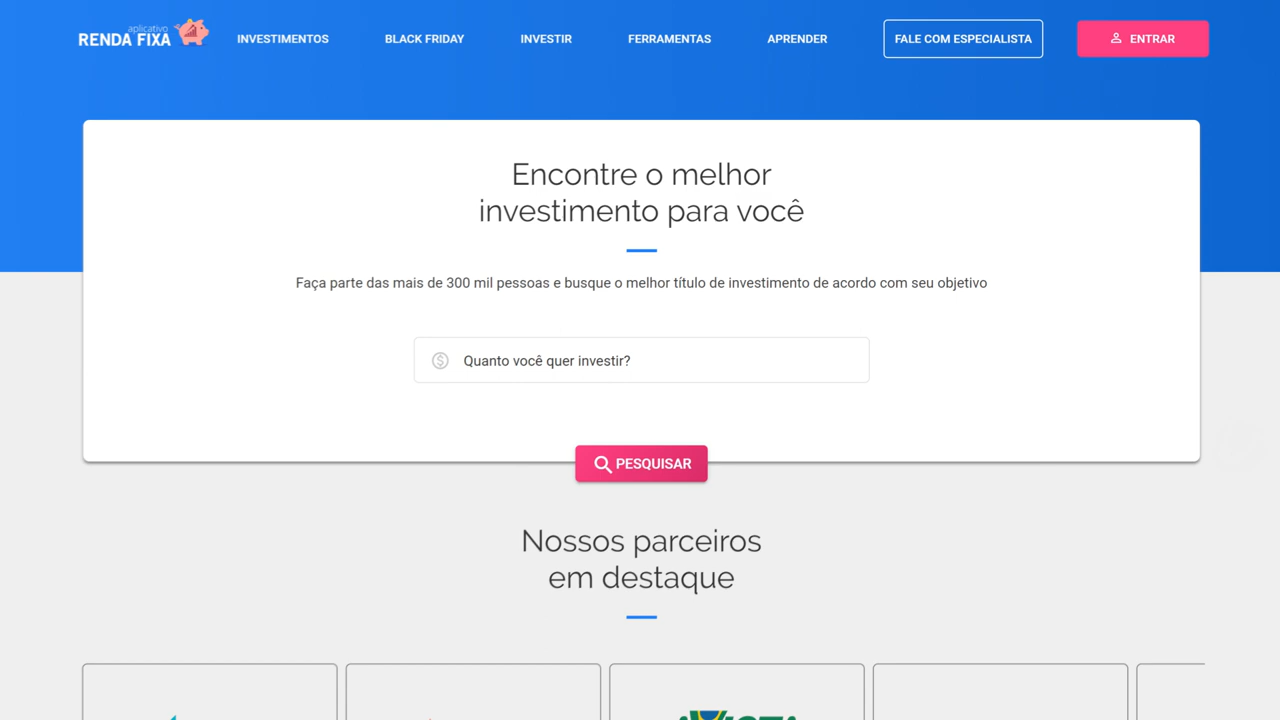 aplicativo
RENDA FIXA
INVESTIMENTOS
BLACK FRIDAY
INVESTIR
FERRAMENTAS
APRENDER
FALE COM ESPECIALISTA
ENTRAR
Encontre o melhor
investimento para você
Faça parte das mais de 300 mil pessoas e busque o melhor título de investimento de acordo com seu objetivo
Quanto você quer investir?
PESQUISAR
Nossos parceiros
em destaque